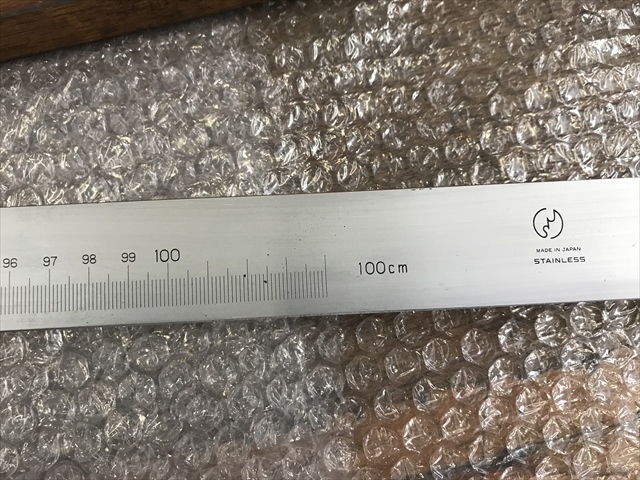 96 97 98 99 100
100cm
MADE IN JAPAN
STAINLESS